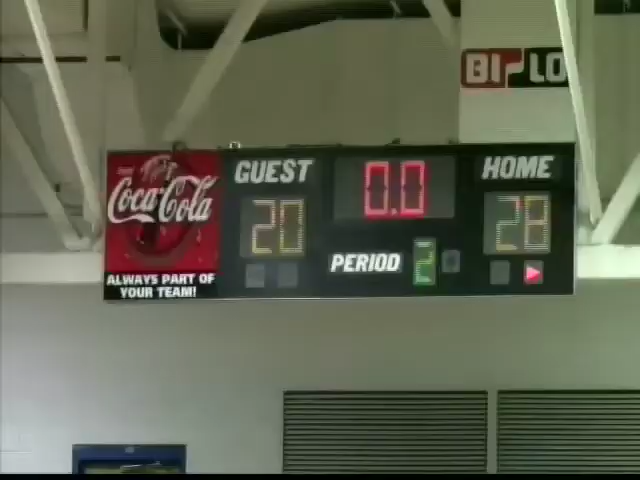 BI-LO
Coca-Cola
ALWAYS PART OF
YOUR TEAM!
GUEST
0.0
HOME
20
28
PERIOD 2